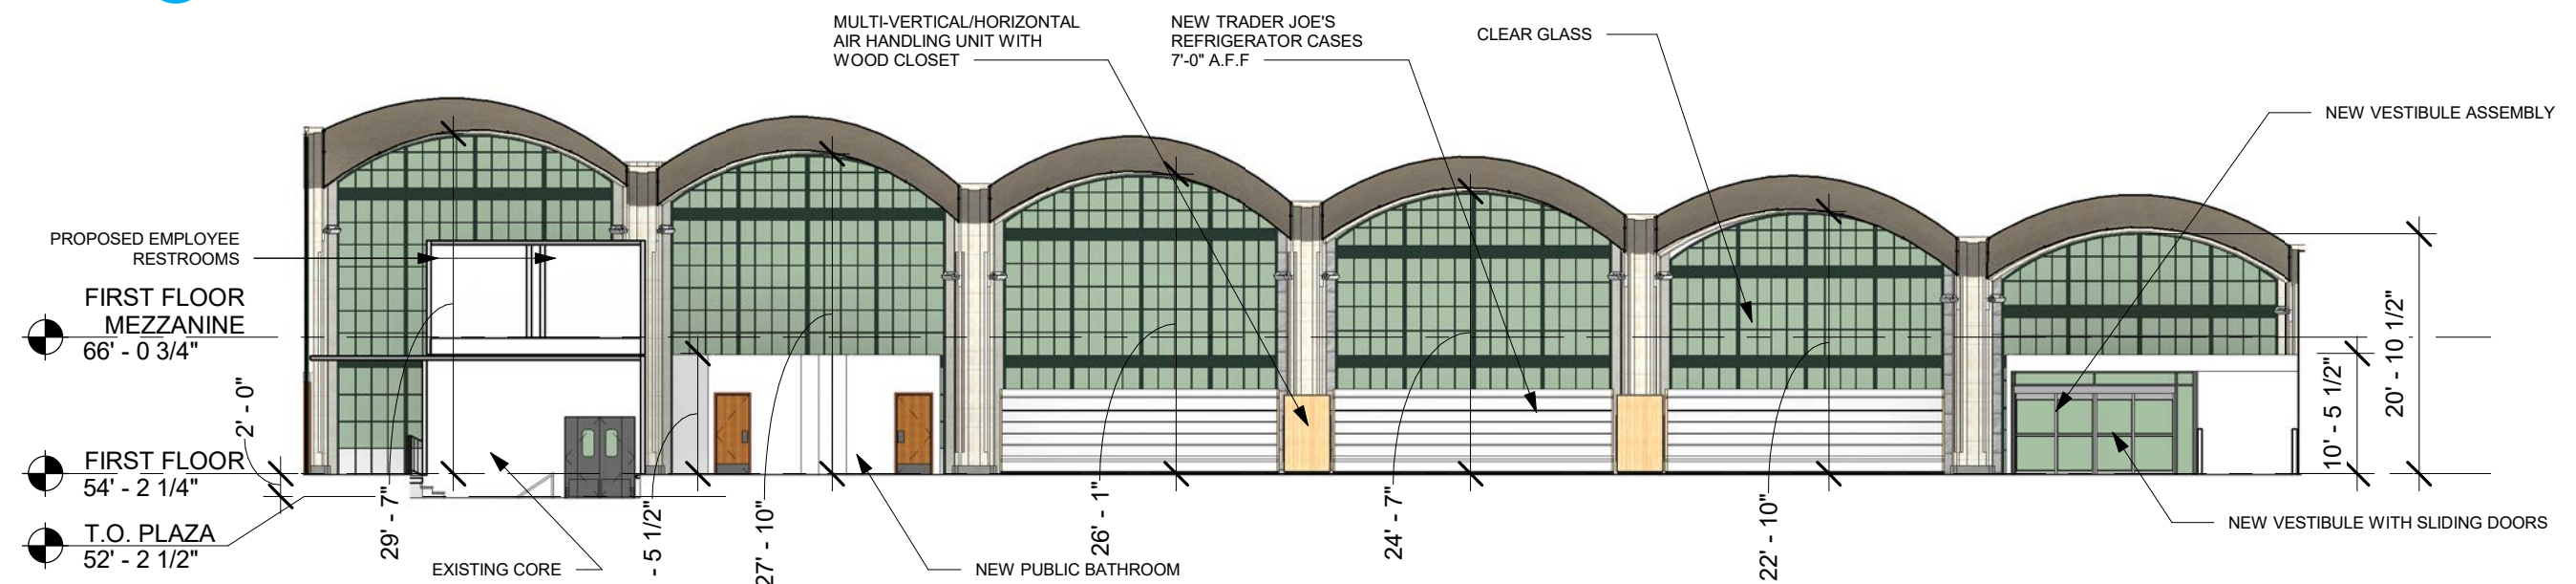 MULTI-VERTICAL/HORIZONTAL
AIR HANDLING UNIT WITH
WOOD CLOSET
NEW TRADER JOE'S
REFRIGERATOR CASES
7'-0" A.F.F
CLEAR GLASS
NEW VESTIBULE ASSEMBLY
PROPOSED EMPLOYEE
RESTROOMS
FIRST FLOOR
MEZZANINE
66' - 0 3/4"
2' - 0"
FIRST FLOOR
54' - 2 1/4"
T.O. PLAZA
52' - 2 1/2"
29' - 7"
EXISTING CORE
- 5 1/2"
27' - 10"
NEW PUBLIC BATHROOM
26' - 1"
24' - 7"
22' - 10"
10' - 5 1/2"
20' - 10 1/2"
NEW VESTIBULE WITH SLIDING DOORS